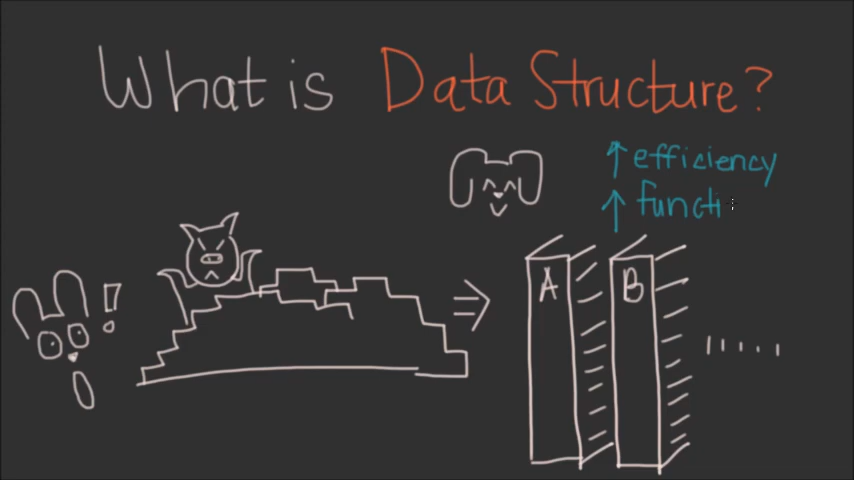 What is Data Structure?
↑ efficiency
↑ functi
A B